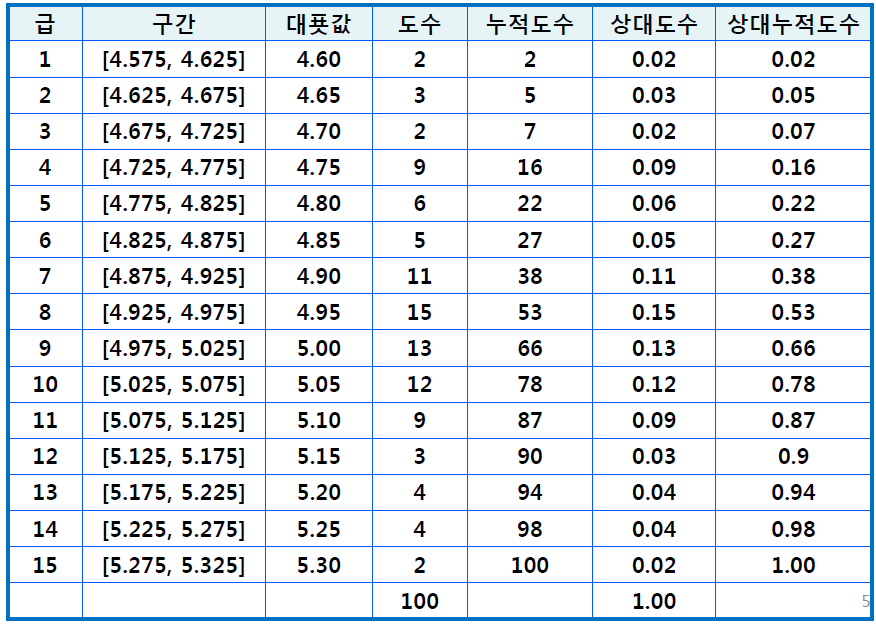 급 구간 대푯값 도수 누적도수 상대도수 상대누적도수
1 [4.575, 4.625] 4.60 2 2 0.02 0.02
2 [4.625, 4.675] 4.65 3 5 0.03 0.05
3 [4.675, 4.725] 4.70 2 7 0.02 0.07
4 [4.725, 4.775] 4.75 9 16 0.09 0.16
5 [4.775, 4.825] 4.80 6 22 0.06 0.22
6 [4.825, 4.875] 4.85 5 27 0.05 0.27
7 [4.875, 4.925] 4.90 11 38 0.11 0.38
8 [4.925, 4.975] 4.95 15 53 0.15 0.53
9 [4.975, 5.025] 5.00 13 66 0.13 0.66
10 [5.025, 5.075] 5.05 12 78 0.12 0.78
11 [5.075, 5.125] 5.10 9 87 0.09 0.87
12 [5.125, 5.175] 5.15 3 90 0.03 0.9
13 [5.175, 5.225] 5.20 4 94 0.04 0.94
14 [5.225, 5.275] 5.25 4 98 0.04 0.98
15 [5.275, 5.325] 5.30 2 100 0.02 1.00
100 1.00 5